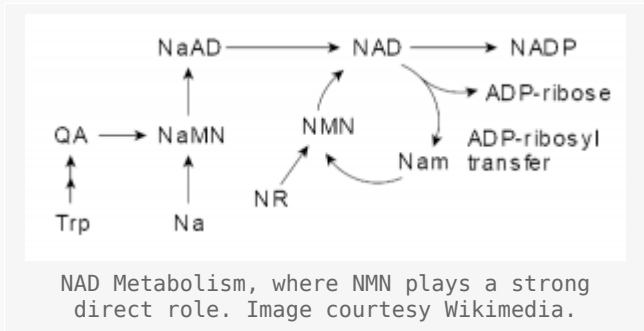 NaAD NAD NADP
ADP-ribose
QA NaMN NMN ADP-ribosyl
Nam transfer
NR
Trp Na
NAD Metabolism, where NMN plays a strong
direct role. Image courtesy Wikimedia.